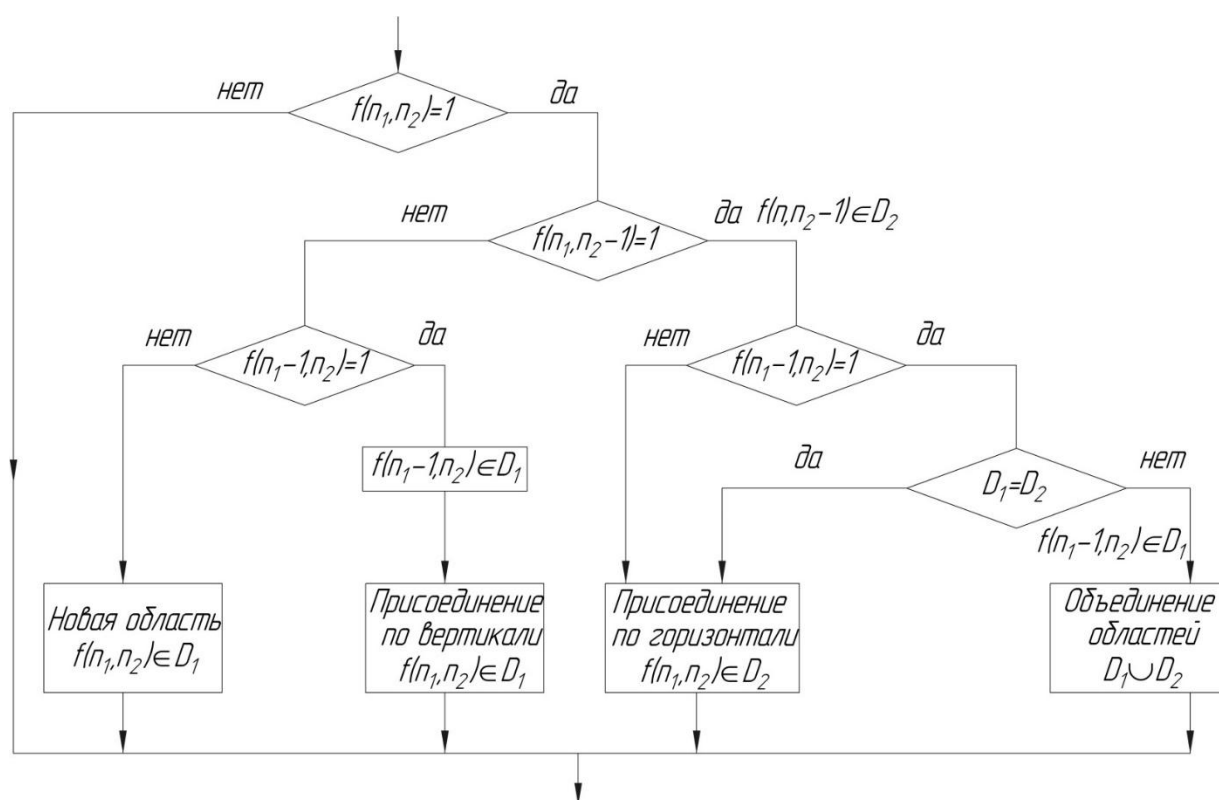 нет
да
f(n₁,n₂)=1
нет
да f(n,n₂−1)∈D₂
f(n₁,n₂−1)=1
нет
да
нет
да
f(n₁−1,n₂)=1
f(n₁−1,n₂)=1
f(n₁−1,n₂)∈D₁
да
нет
D₁=D₂
f(n₁−1,n₂)∈D₁
Новая область
f(n₁,n₂)∈D₁
Присоединение
по вертикали
f(n₁,n₂)∈D₁
Присоединение
по горизонтали
f(n₁,n₂)∈D₂
Объединение
областей
D₁∪D₂